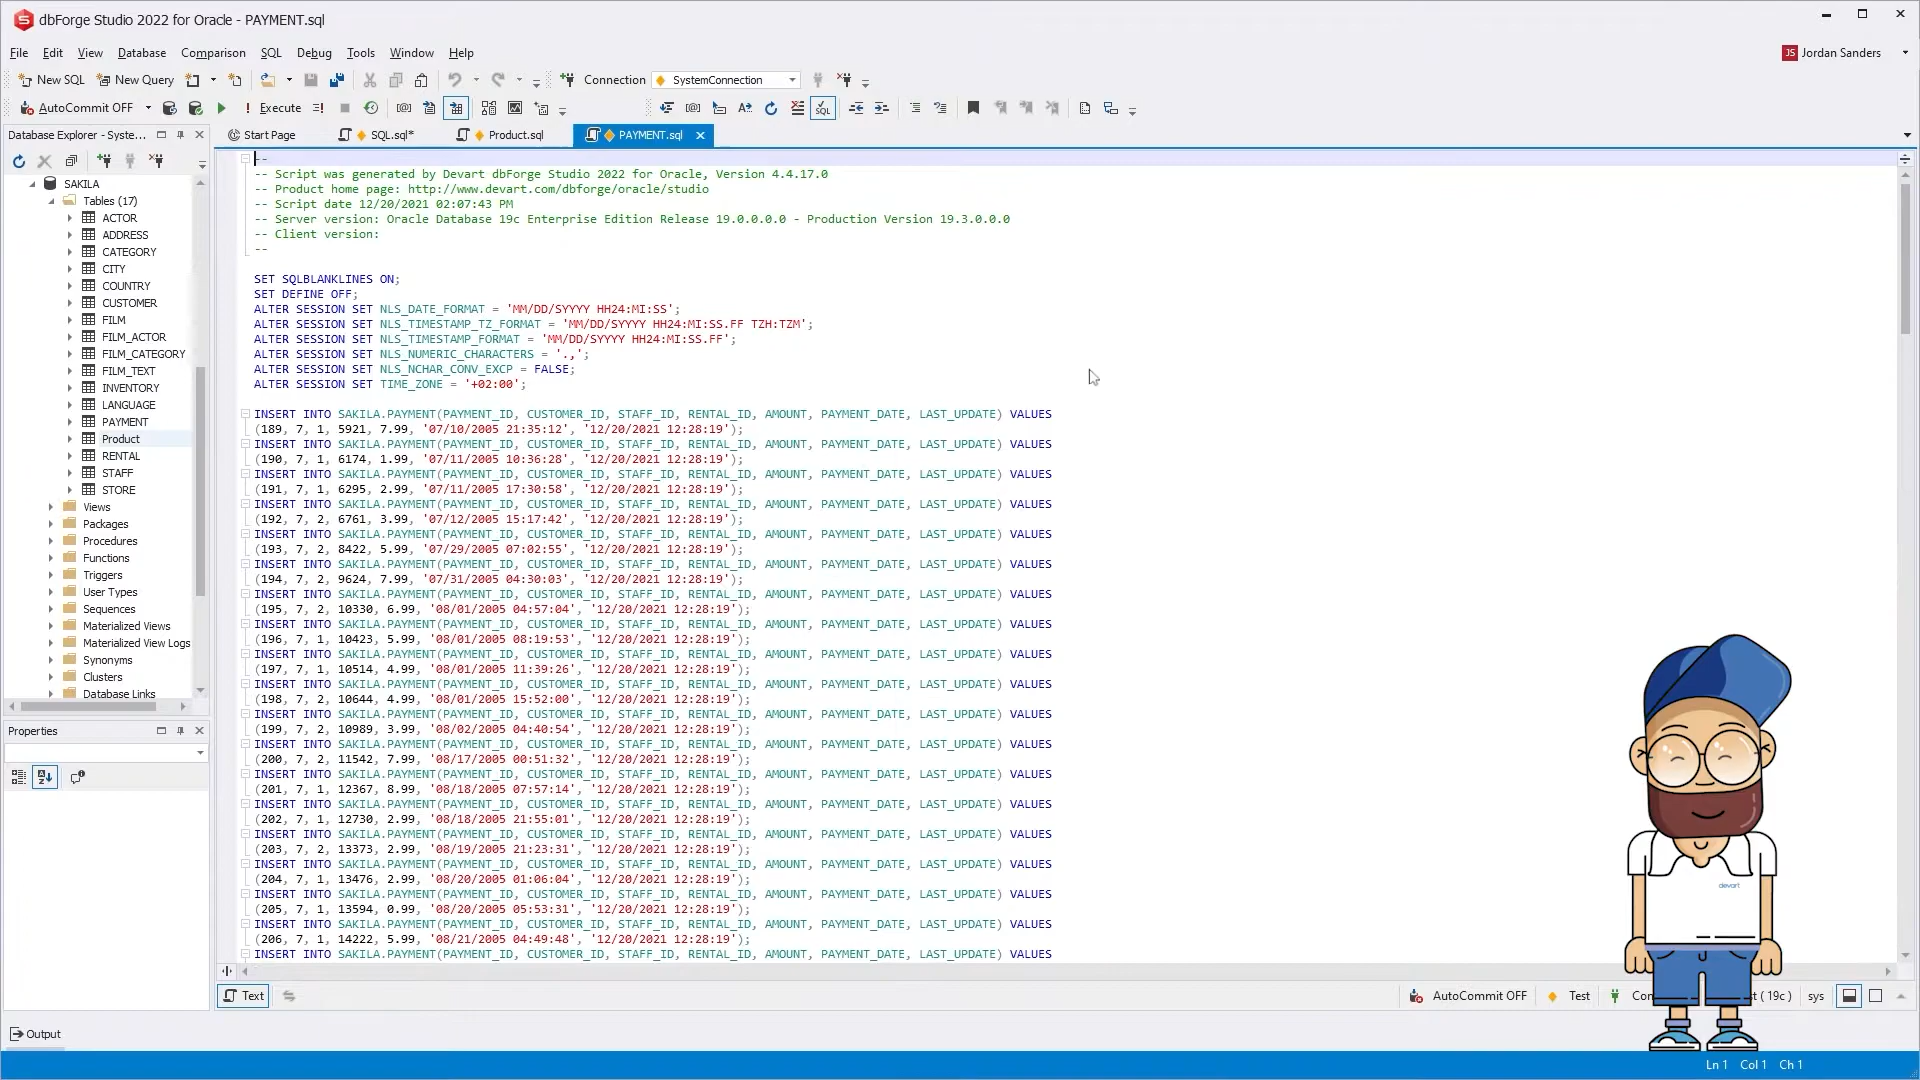 dbForge Studio 2022 for Oracle - PAYMENT.sql
File Edit View Database Comparison SQL Debug Tools Window Help
JS Jordan Sanders
New SQL New Query Connection SystemConnection
AutoCommit OFF Execute
Database Explorer - Syste...
Start Page SQL.sql* Product.sql PAYMENT.sql
SAKILA
Tables (17)
ACTOR
ADDRESS
CATEGORY
CITY
COUNTRY
CUSTOMER
FILM
FILM_ACTOR
FILM_CATEGORY
FILM_TEXT
INVENTORY
LANGUAGE
PAYMENT
Product
RENTAL
STAFF
STORE
Views
Packages
Procedures
Functions
Triggers
User Types
Sequences
Materialized Views
Materialized View Logs
Synonyms
Clusters
Database Links
Properties
--
-- Script was generated by Devart dbForge Studio 2022 for Oracle, Version 4.4.17.0
-- Product home page: http://www.devart.com/dbforge/oracle/studio
-- Script date 12/20/2021 02:07:43 PM
-- Server version: Oracle Database 19c Enterprise Edition Release 19.0.0.0.0 - Production Version 19.3.0.0.0
-- Client version:
--
SET SQLBLANKLINES ON;
SET DEFINE OFF;
ALTER SESSION SET NLS_DATE_FORMAT = 'MM/DD/SYYYY HH24:MI:SS';
ALTER SESSION SET NLS_TIMESTAMP_TZ_FORMAT = 'MM/DD/SYYYY HH24:MI:SS.FF TZH:TZM';
ALTER SESSION SET NLS_TIMESTAMP_FORMAT = 'MM/DD/SYYYY HH24:MI:SS.FF';
ALTER SESSION SET NLS_NUMERIC_CHARACTERS = '.,';
ALTER SESSION SET NLS_NCHAR_CONV_EXCP = FALSE;
ALTER SESSION SET TIME_ZONE = '+02:00';
INSERT INTO SAKILA.PAYMENT(PAYMENT_ID, CUSTOMER_ID, STAFF_ID, RENTAL_ID, AMOUNT, PAYMENT_DATE, LAST_UPDATE) VALUES
(189, 7, 1, 5921, 7.99, '07/10/2005 21:35:12', '12/20/2021 12:28:19');
INSERT INTO SAKILA.PAYMENT(PAYMENT_ID, CUSTOMER_ID, STAFF_ID, RENTAL_ID, AMOUNT, PAYMENT_DATE, LAST_UPDATE) VALUES
(190, 7, 1, 6174, 1.99, '07/11/2005 10:36:28', '12/20/2021 12:28:19');
INSERT INTO SAKILA.PAYMENT(PAYMENT_ID, CUSTOMER_ID, STAFF_ID, RENTAL_ID, AMOUNT, PAYMENT_DATE, LAST_UPDATE) VALUES
(191, 7, 1, 6295, 2.99, '07/11/2005 17:30:58', '12/20/2021 12:28:19');
INSERT INTO SAKILA.PAYMENT(PAYMENT_ID, CUSTOMER_ID, STAFF_ID, RENTAL_ID, AMOUNT, PAYMENT_DATE, LAST_UPDATE) VALUES
(192, 7, 2, 6761, 3.99, '07/12/2005 15:17:42', '12/20/2021 12:28:19');
INSERT INTO SAKILA.PAYMENT(PAYMENT_ID, CUSTOMER_ID, STAFF_ID, RENTAL_ID, AMOUNT, PAYMENT_DATE, LAST_UPDATE) VALUES
(193, 7, 2, 8422, 5.99, '07/29/2005 07:02:55', '12/20/2021 12:28:19');
INSERT INTO SAKILA.PAYMENT(PAYMENT_ID, CUSTOMER_ID, STAFF_ID, RENTAL_ID, AMOUNT, PAYMENT_DATE, LAST_UPDATE) VALUES
(194, 7, 2, 9624, 7.99, '07/31/2005 04:30:03', '12/20/2021 12:28:19');
INSERT INTO SAKILA.PAYMENT(PAYMENT_ID, CUSTOMER_ID, STAFF_ID, RENTAL_ID, AMOUNT, PAYMENT_DATE, LAST_UPDATE) VALUES
(195, 7, 2, 10330, 6.99, '08/01/2005 04:57:04', '12/20/2021 12:28:19');
INSERT INTO SAKILA.PAYMENT(PAYMENT_ID, CUSTOMER_ID, STAFF_ID, RENTAL_ID, AMOUNT, PAYMENT_DATE, LAST_UPDATE) VALUES
(196, 7, 1, 10423, 5.99, '08/01/2005 08:19:53', '12/20/2021 12:28:19');
INSERT INTO SAKILA.PAYMENT(PAYMENT_ID, CUSTOMER_ID, STAFF_ID, RENTAL_ID, AMOUNT, PAYMENT_DATE, LAST_UPDATE) VALUES
(197, 7, 1, 10514, 4.99, '08/01/2005 11:39:26', '12/20/2021 12:28:19');
INSERT INTO SAKILA.PAYMENT(PAYMENT_ID, CUSTOMER_ID, STAFF_ID, RENTAL_ID, AMOUNT, PAYMENT_DATE, LAST_UPDATE) VALUES
(198, 7, 2, 10644, 4.99, '08/01/2005 15:52:00', '12/20/2021 12:28:19');
INSERT INTO SAKILA.PAYMENT(PAYMENT_ID, CUSTOMER_ID, STAFF_ID, RENTAL_ID, AMOUNT, PAYMENT_DATE, LAST_UPDATE) VALUES
(199, 7, 2, 10989, 3.99, '08/02/2005 04:40:54', '12/20/2021 12:28:19');
INSERT INTO SAKILA.PAYMENT(PAYMENT_ID, CUSTOMER_ID, STAFF_ID, RENTAL_ID, AMOUNT, PAYMENT_DATE, LAST_UPDATE) VALUES
(200, 7, 2, 11542, 7.99, '08/17/2005 00:51:32', '12/20/2021 12:28:19');
INSERT INTO SAKILA.PAYMENT(PAYMENT_ID, CUSTOMER_ID, STAFF_ID, RENTAL_ID, AMOUNT, PAYMENT_DATE, LAST_UPDATE) VALUES
(201, 7, 1, 12367, 8.99, '08/18/2005 07:57:14', '12/20/2021 12:28:19');
INSERT INTO SAKILA.PAYMENT(PAYMENT_ID, CUSTOMER_ID, STAFF_ID, RENTAL_ID, AMOUNT, PAYMENT_DATE, LAST_UPDATE) VALUES
(202, 7, 1, 12730, 2.99, '08/18/2005 21:55:01', '12/20/2021 12:28:19');
INSERT INTO SAKILA.PAYMENT(PAYMENT_ID, CUSTOMER_ID, STAFF_ID, RENTAL_ID, AMOUNT, PAYMENT_DATE, LAST_UPDATE) VALUES
(203, 7, 2, 13373, 2.99, '08/19/2005 21:23:31', '12/20/2021 12:28:19');
INSERT INTO SAKILA.PAYMENT(PAYMENT_ID, CUSTOMER_ID, STAFF_ID, RENTAL_ID, AMOUNT, PAYMENT_DATE, LAST_UPDATE) VALUES
(204, 7, 1, 13476, 2.99, '08/20/2005 01:06:04', '12/20/2021 12:28:19');
INSERT INTO SAKILA.PAYMENT(PAYMENT_ID, CUSTOMER_ID, STAFF_ID, RENTAL_ID, AMOUNT, PAYMENT_DATE, LAST_UPDATE) VALUES
(205, 7, 1, 13594, 0.99, '08/20/2005 05:53:31', '12/20/2021 12:28:19');
INSERT INTO SAKILA.PAYMENT(PAYMENT_ID, CUSTOMER_ID, STAFF_ID, RENTAL_ID, AMOUNT, PAYMENT_DATE, LAST_UPDATE) VALUES
(206, 7, 1, 14222, 5.99, '08/21/2005 04:49:48', '12/20/2021 12:28:19');
INSERT INTO SAKILA.PAYMENT(PAYMENT_ID, CUSTOMER_ID, STAFF_ID, RENTAL_ID, AMOUNT, PAYMENT_DATE, LAST_UPDATE) VALUES
devart
Text
AutoCommit OFF Test Con t (19c) sys
Output
Ln 1 Col 1 Ch 1